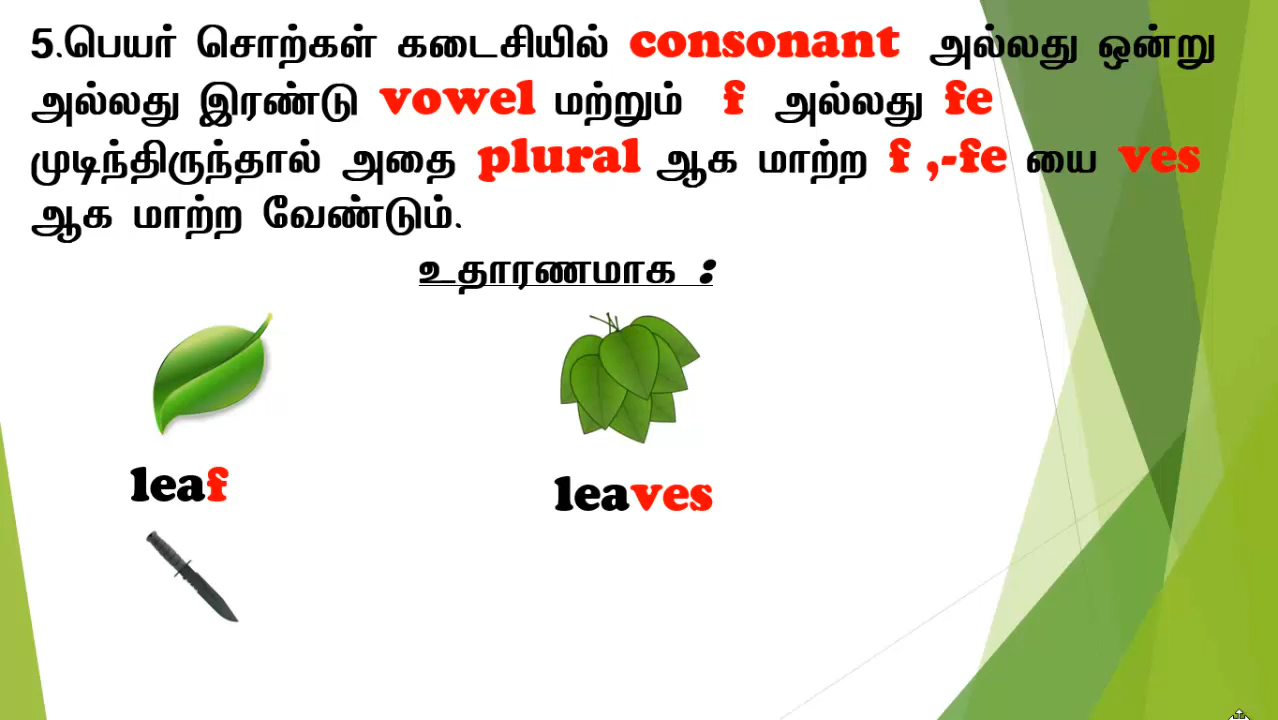 5.பெயர் சொற்கள் கடைசியில் consonant அல்லது ஒன்று
அல்லது இரண்டு vowel மற்றும் f அல்லது fe
முடிந்திருந்தால் அதை plural ஆக மாற்ற f ,-fe யை ves
ஆக மாற்ற வேண்டும்.
உதாரணமாக :
leaf
leaves